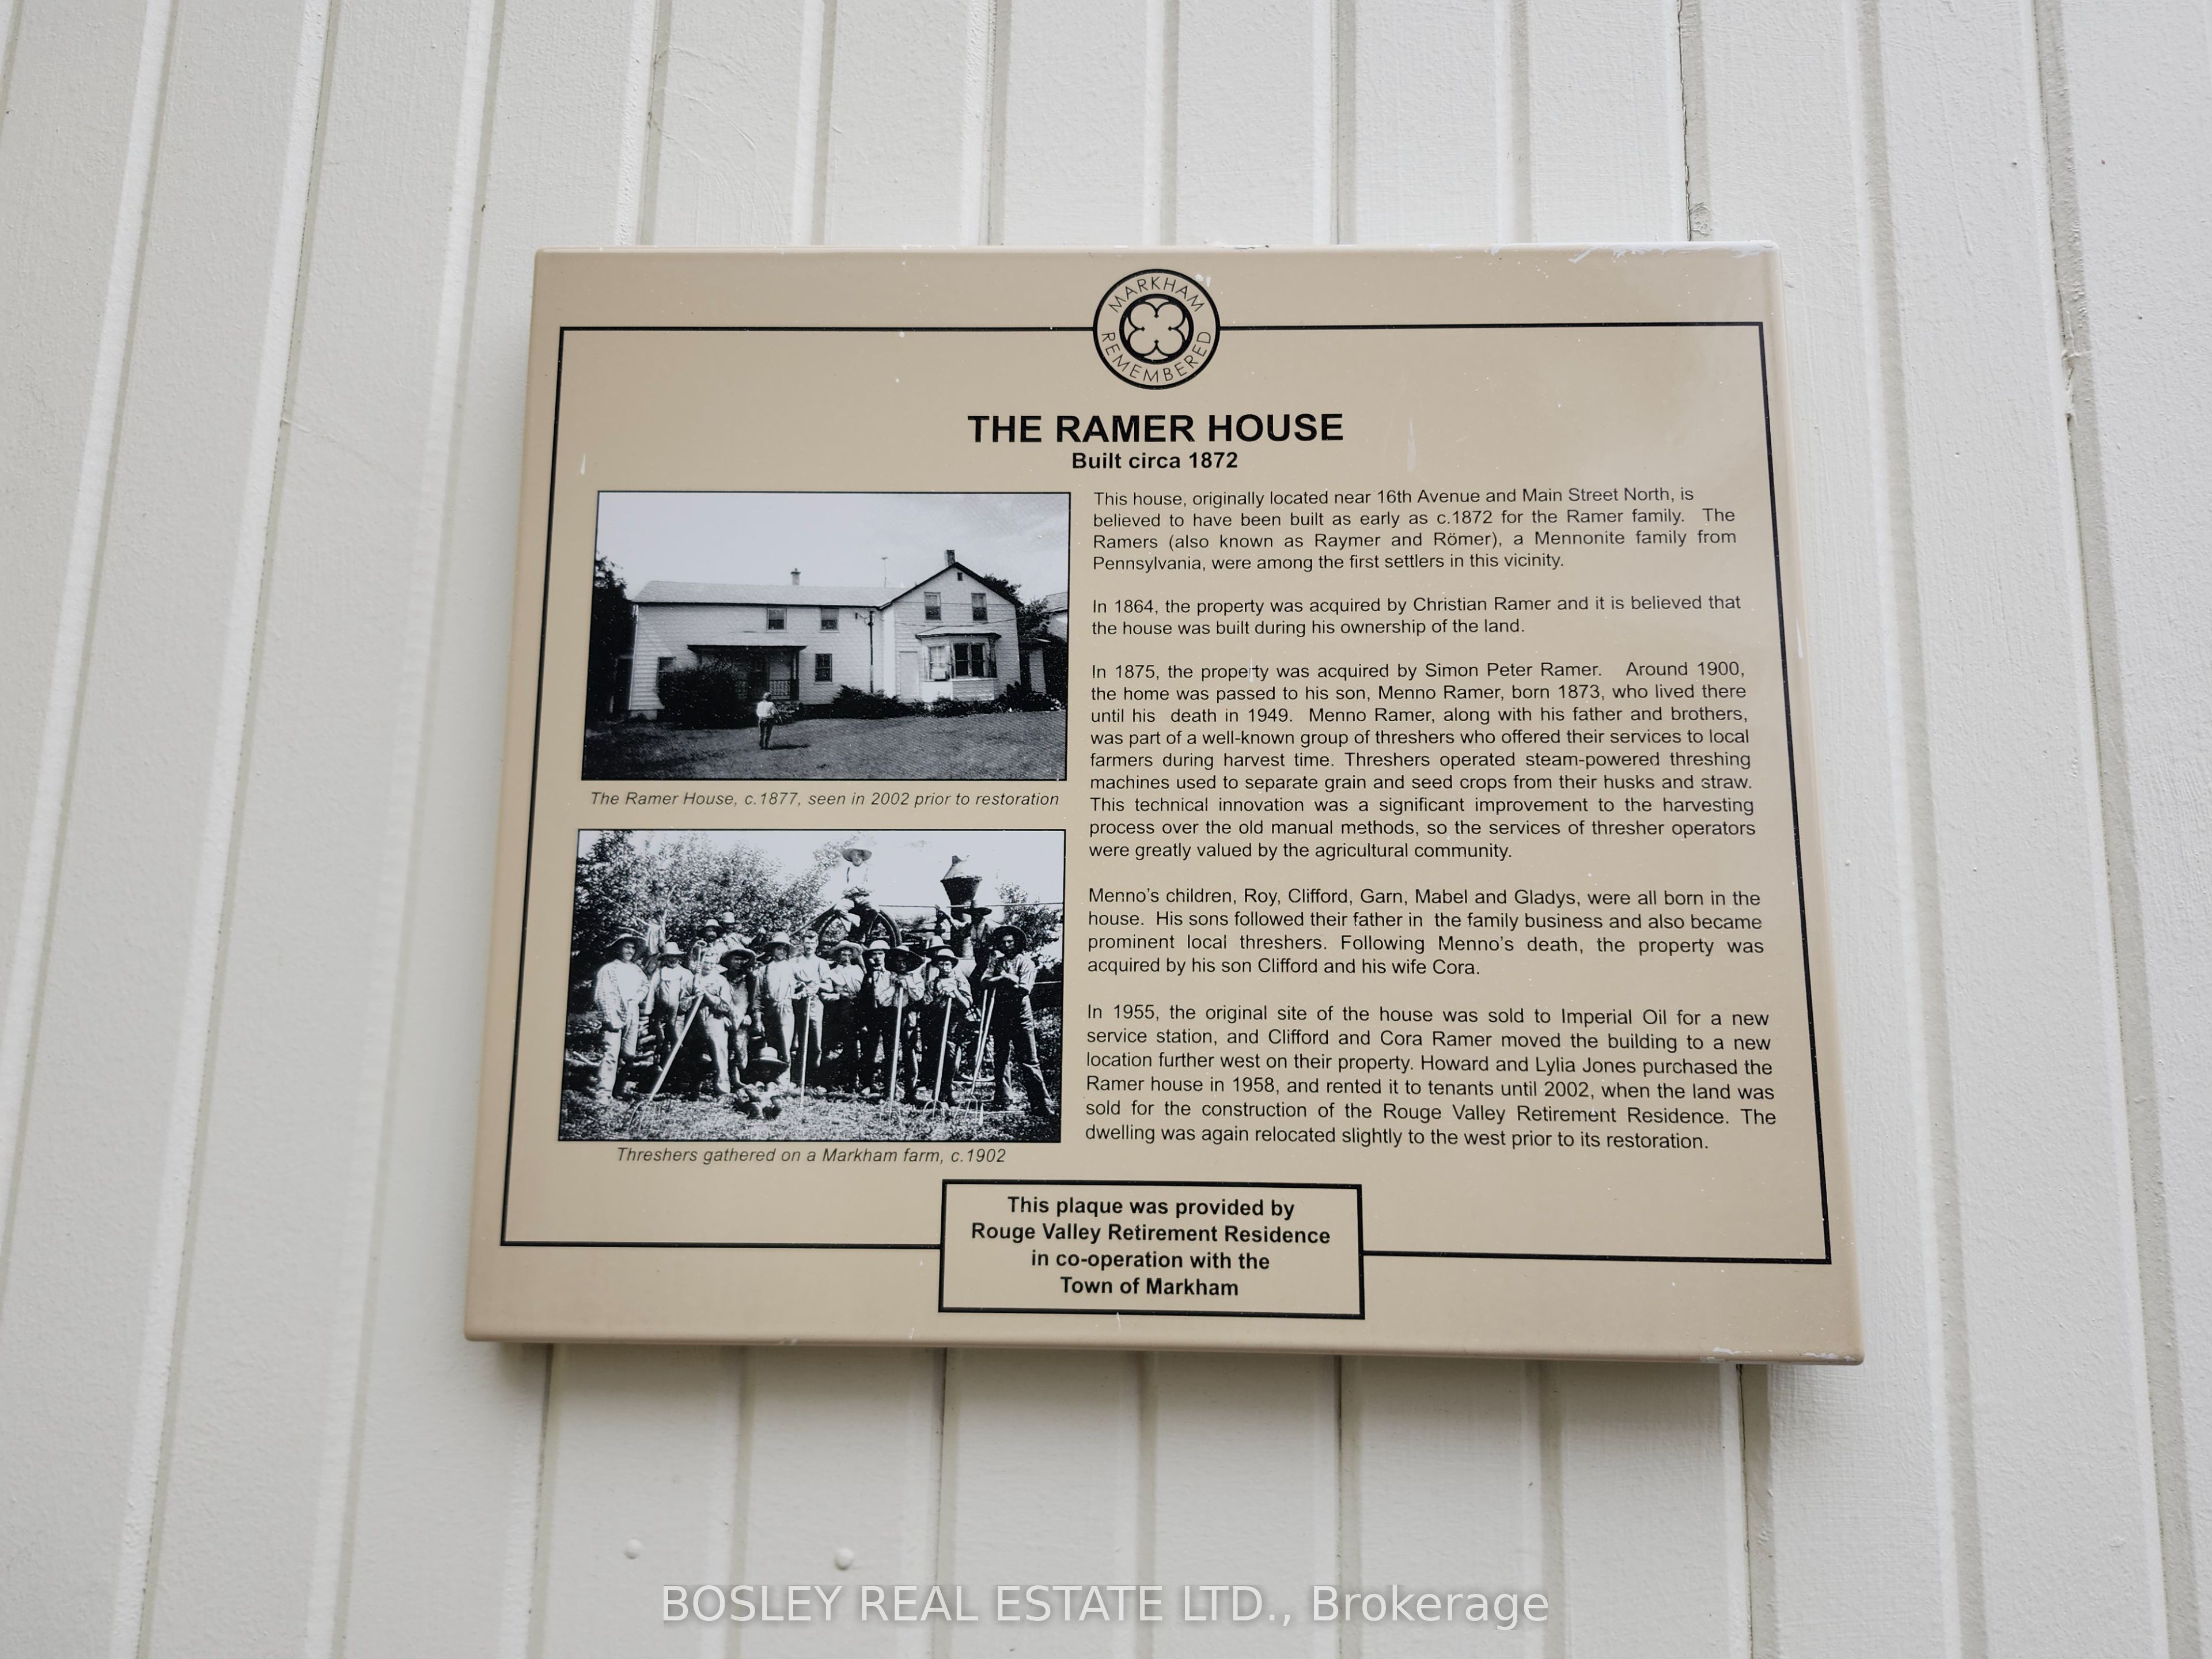 MARKHAM
REMEMBERED
THE RAMER HOUSE
Built circa 1872
This house, originally located near 16th Avenue and Main Street North, is
believed to have been built as early as c.1872 for the Ramer family. The
Ramers (also known as Raymer and Römer), a Mennonite family from
Pennsylvania, were among the first settlers in this vicinity.
In 1864, the property was acquired by Christian Ramer and it is believed that
the house was built during his ownership of the land.
In 1875, the property was acquired by Simon Peter Ramer. Around 1900,
the home was passed to his son, Menno Ramer, born 1873, who lived there
until his death in 1949. Menno Ramer, along with his father and brothers,
was part of a well-known group of threshers who offered their services to local
farmers during harvest time. Threshers operated steam-powered threshing
machines used to separate grain and seed crops from their husks and straw.
This technical innovation was a significant improvement to the harvesting
process over the old manual methods, so the services of thresher operators
were greatly valued by the agricultural community.
Menno's children, Roy, Clifford, Garn, Mabel and Gladys, were all born in the
house. His sons followed their father in the family business and also became
prominent local threshers. Following Menno's death, the property was
acquired by his son Clifford and his wife Cora.
In 1955, the original site of the house was sold to Imperial Oil for a new
service station, and Clifford and Cora Ramer moved the building to a new
location further west on their property. Howard and Lylia Jones purchased the
Ramer house in 1958, and rented it to tenants until 2002, when the land was
sold for the construction of the Rouge Valley Retirement Residence. The
dwelling was again relocated slightly to the west prior to its restoration.
The Ramer House, c.1877, seen in 2002 prior to restoration
Threshers gathered on a Markham farm, c.1902
This plaque was provided by
Rouge Valley Retirement Residence
in co-operation with the
Town of Markham
BOSLEY REAL ESTATE LTD., Brokerage